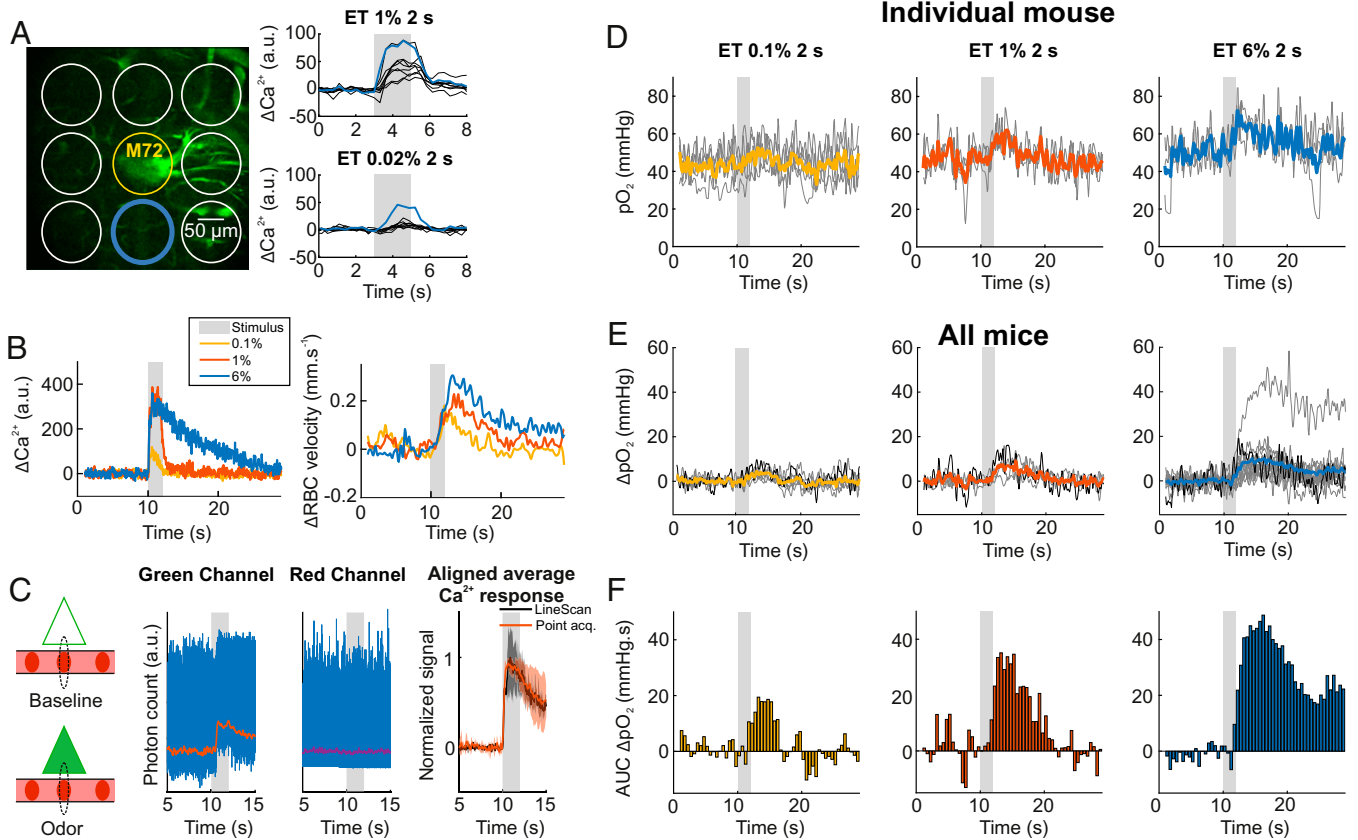 Individual mouse
A
ET 1% 2 s
M72
50 µm
ΔCa²⁺ (a.u.)
100
50
0
-50
0 2 4 6 8
ET 0.02% 2 s
ΔCa²⁺ (a.u.)
100
50
0
-50
0 2 4 6 8
Time (s)
D
ET 0.1% 2 s
ET 1% 2 s
ET 6% 2 s
pO₂ (mmHg)
80
60
40
20
0
0 10 20
Time (s)
80
60
40
20
0
0 10 20
Time (s)
80
60
40
20
0
0 10 20
Time (s)
B
Stimulus
0.1%
1%
6%
ΔCa²⁺ (a.u.)
400
300
200
100
0
0 10 20
Time (s)
ΔRBC velocity (mm.s⁻¹)
0.2
0
-0.2
0 10 20
Time (s)
E
All mice
ΔpO₂ (mmHg)
60
40
20
0
0 10 20
Time (s)
60
40
20
0
0 10 20
Time (s)
60
40
20
0
0 10 20
Time (s)
C
Baseline
Odor
Green Channel
Photon count (a.u.)
5 10 15
Time (s)
Red Channel
5 10 15
Time (s)
Aligned average
Ca²⁺ response
LineScan
Point acq.
Normalized signal
1
0
5 10 15
Time (s)
F
AUC ΔpO₂ (mmHg.s)
40
20
0
0 10 20
Time (s)
40
20
0
0 10 20
Time (s)
40
20
0
0 10 20
Time (s)